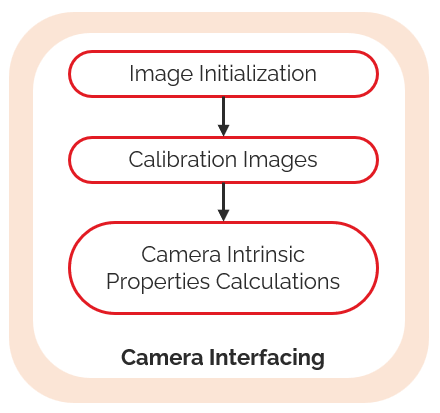 Image Initialization
Calibration Images
Camera Intrinsic
Properties Calculations
Camera Interfacing